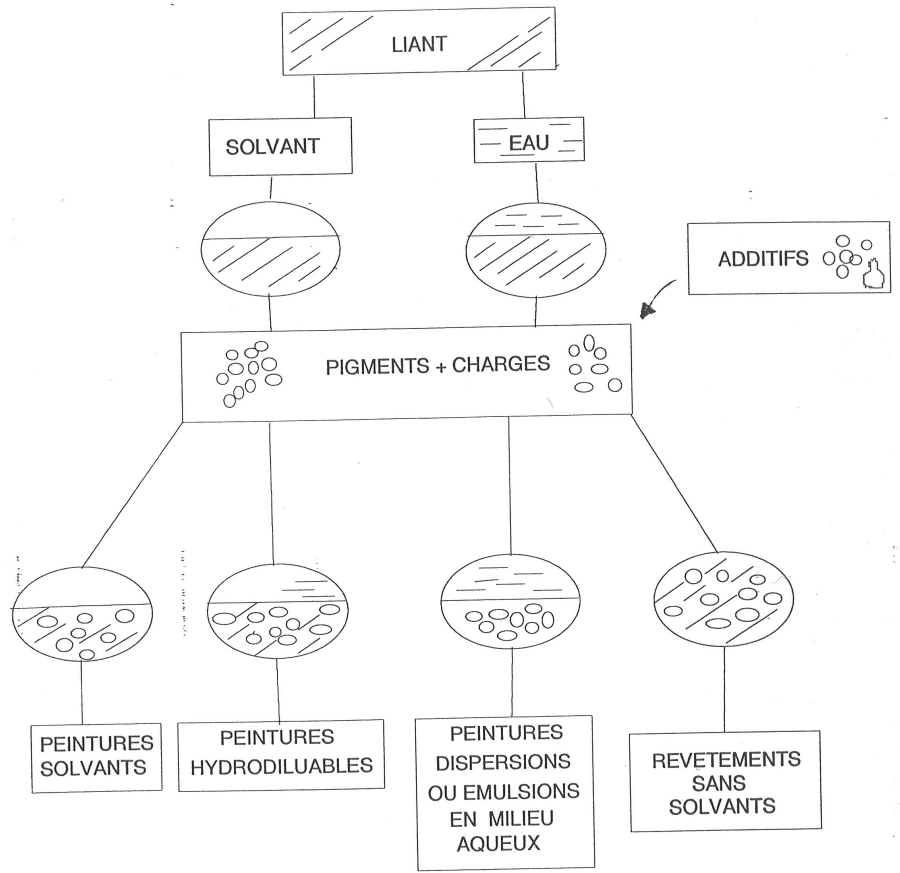 LIANT
SOLVANT
EAU
ADDITIFS
PIGMENTS + CHARGES
PEINTURES
SOLVANTS
PEINTURES
HYDRODILUABLES
PEINTURES
DISPERSIONS
OU EMULSIONS
EN MILIEU
AQUEUX
REVETEMENTS
SANS
SOLVANTS